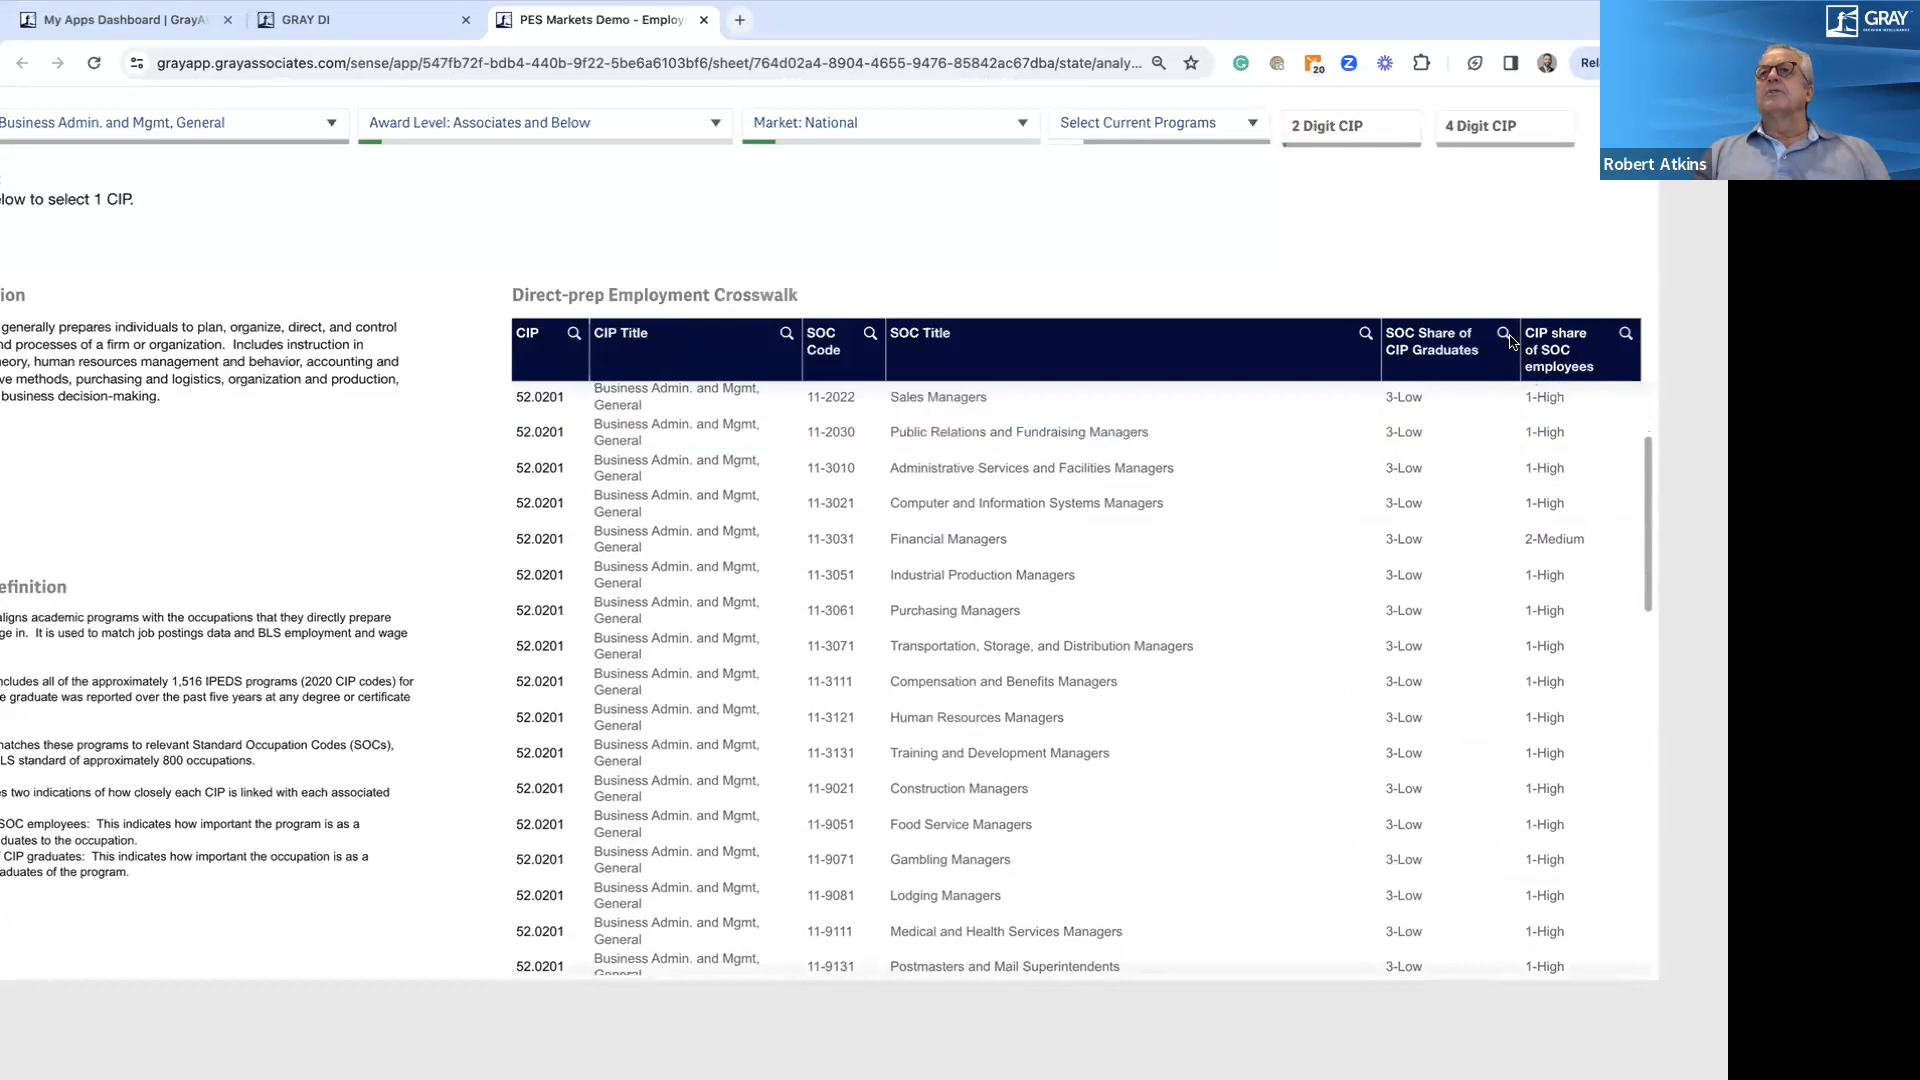 My Apps Dashboard | GrayA
GRAY DI
PES Markets Demo - Employ
GRAY
grayapp.grayassociates.com/sense/app/547fb72f-bdb4-440b-9f22-5be6a6103bf6/sheet/764d02a4-8904-4655-9476-85842ac67dba/state/analy...
20
Rel
Business Admin. and Mgmt, General
Award Level: Associates and Below
Market: National
Select Current Programs
2 Digit CIP
4 Digit CIP
Robert Atkins
low to select 1 CIP.
ion
generally prepares individuals to plan, organize, direct, and control
nd processes of a firm or organization. Includes instruction in
heory, human resources management and behavior, accounting and
ve methods, purchasing and logistics, organization and production,
business decision-making.
efinition
aligns academic programs with the occupations that they directly prepare
ge in. It is used to match job postings data and BLS employment and wage
ncludes all of the approximately 1,516 IPEDS programs (2020 CIP codes) for
e graduate was reported over the past five years at any degree or certificate
natches these programs to relevant Standard Occupation Codes (SOCs),
LS standard of approximately 800 occupations.
es two indications of how closely each CIP is linked with each associated
SOC employees: This indicates how important the program is as a
duates to the occupation.
CIP graduates: This indicates how important the occupation is as a
aduates of the program.
Direct-prep Employment Crosswalk
CIP CIP Title SOC Code SOC Title SOC Share of CIP Graduates CIP share of SOC employees
52.0201 Business Admin. and Mgmt, General 11-2022 Sales Managers 3-Low 1-High
52.0201 Business Admin. and Mgmt, General 11-2030 Public Relations and Fundraising Managers 3-Low 1-High
52.0201 Business Admin. and Mgmt, General 11-3010 Administrative Services and Facilities Managers 3-Low 1-High
52.0201 Business Admin. and Mgmt, General 11-3021 Computer and Information Systems Managers 3-Low 1-High
52.0201 Business Admin. and Mgmt, General 11-3031 Financial Managers 3-Low 2-Medium
52.0201 Business Admin. and Mgmt, General 11-3051 Industrial Production Managers 3-Low 1-High
52.0201 Business Admin. and Mgmt, General 11-3061 Purchasing Managers 3-Low 1-High
52.0201 Business Admin. and Mgmt, General 11-3071 Transportation, Storage, and Distribution Managers 3-Low 1-High
52.0201 Business Admin. and Mgmt, General 11-3111 Compensation and Benefits Managers 3-Low 1-High
52.0201 Business Admin. and Mgmt, General 11-3121 Human Resources Managers 3-Low 1-High
52.0201 Business Admin. and Mgmt, General 11-3131 Training and Development Managers 3-Low 1-High
52.0201 Business Admin. and Mgmt, General 11-9021 Construction Managers 3-Low 1-High
52.0201 Business Admin. and Mgmt, General 11-9051 Food Service Managers 3-Low 1-High
52.0201 Business Admin. and Mgmt, General 11-9071 Gambling Managers 3-Low 1-High
52.0201 Business Admin. and Mgmt, General 11-9081 Lodging Managers 3-Low 1-High
52.0201 Business Admin. and Mgmt, General 11-9111 Medical and Health Services Managers 3-Low 1-High
52.0201 Business Admin. and Mgmt, General 11-9131 Postmasters and Mail Superintendents 3-Low 1-High